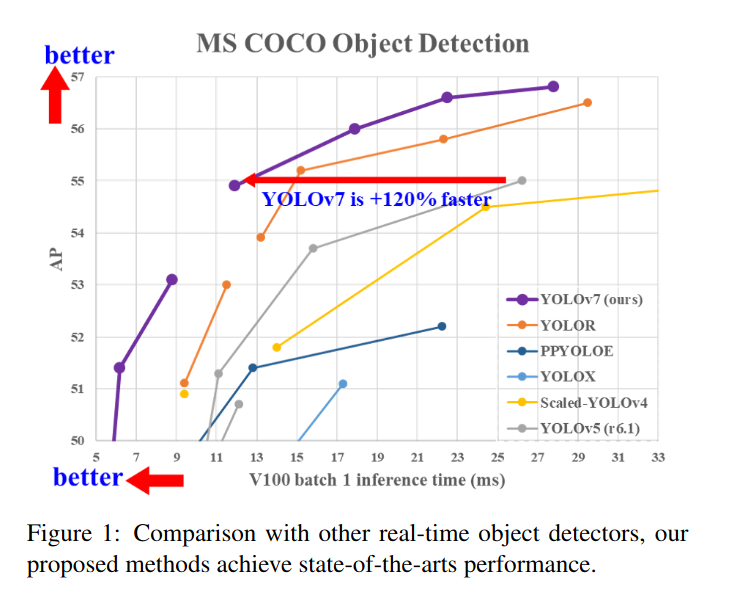 MS COCO Object Detection
better
57
56
55
54
53
52
51
50
AP
YOLOv7 is +120% faster
YOLOv7 (ours)
YOLOR
PPYOLOE
YOLOX
Scaled-YOLOv4
YOLOv5 (r6.1)
5 7 9 11 13 15 17 19 21 23 25 27 29 31 33
better
V100 batch 1 inference time (ms)
Figure 1: Comparison with other real-time object detectors, our
proposed methods achieve state-of-the-arts performance.